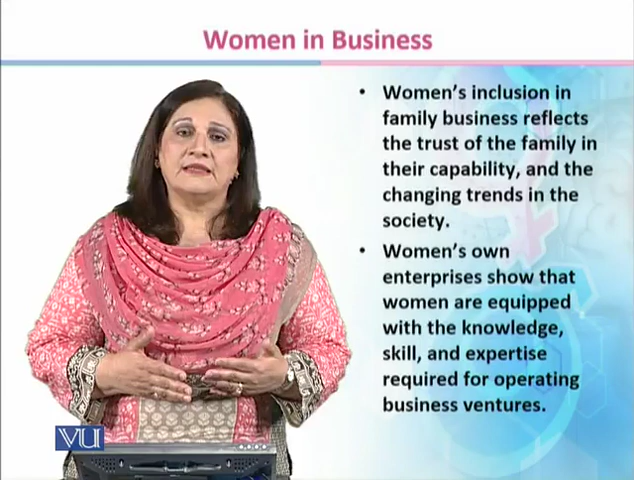 Women in Business
• Women's inclusion in
family business reflects
the trust of the family in
their capability, and the
changing trends in the
society.
• Women's own
enterprises show that
women are equipped
with the knowledge,
skill, and expertise
required for operating
business ventures.
VU